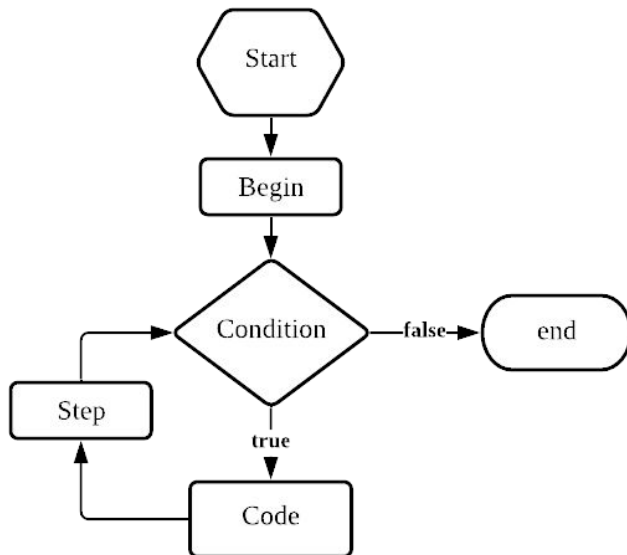 Start
Begin
Condition
false
end
Step
true
Code